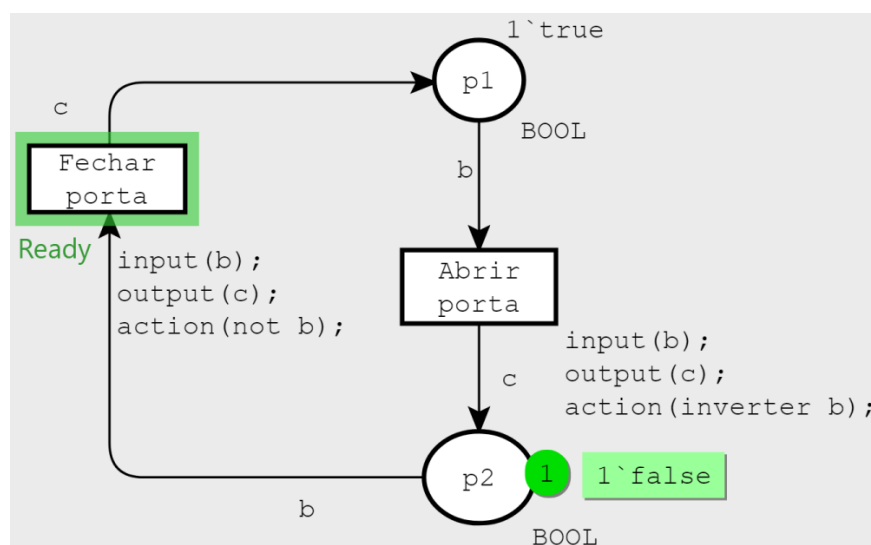 1`true
p1
BOOL
c
b
Fechar
porta
Ready
input(b);
output(c);
action(not b);
Abrir
porta
input(b);
output(c);
action(inverter b);
c
p2
1
1`false
BOOL
b